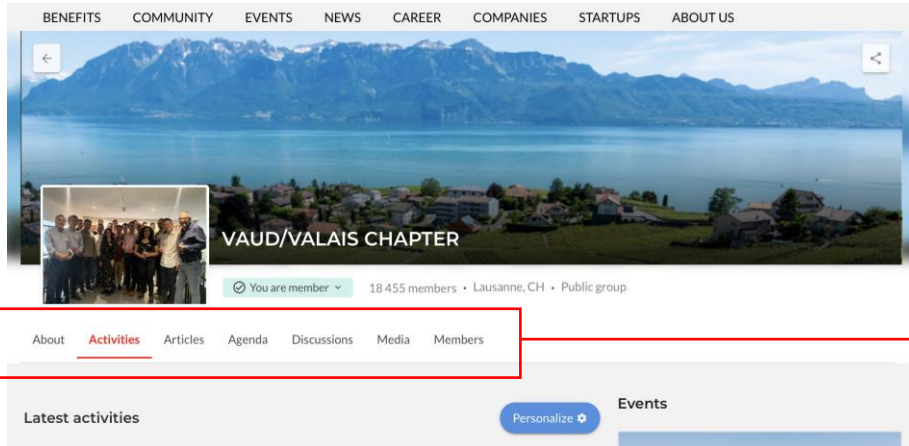 BENEFITS COMMUNITY EVENTS NEWS CAREER COMPANIES STARTUPS ABOUT US
VAUD/VALAIS CHAPTER
You are member 18 455 members • Lausanne, CH • Public group
About Activities Articles Agenda Discussions Media Members
Latest activities Personalize Events